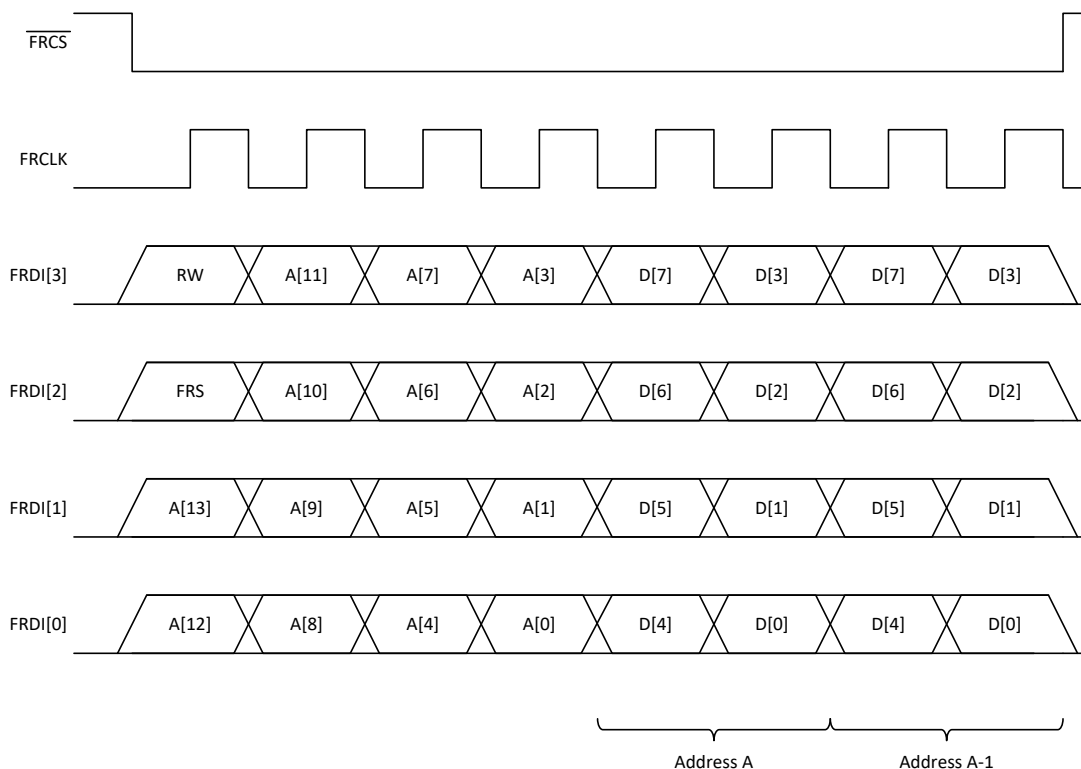 FRCS
FRCLK
FRDI[3] RW A[11] A[7] A[3] D[7] D[3] D[7] D[3]
FRDI[2] FRS A[10] A[6] A[2] D[6] D[2] D[6] D[2]
FRDI[1] A[13] A[9] A[5] A[1] D[5] D[1] D[5] D[1]
FRDI[0] A[12] A[8] A[4] A[0] D[4] D[0] D[4] D[0]
Address A Address A-1